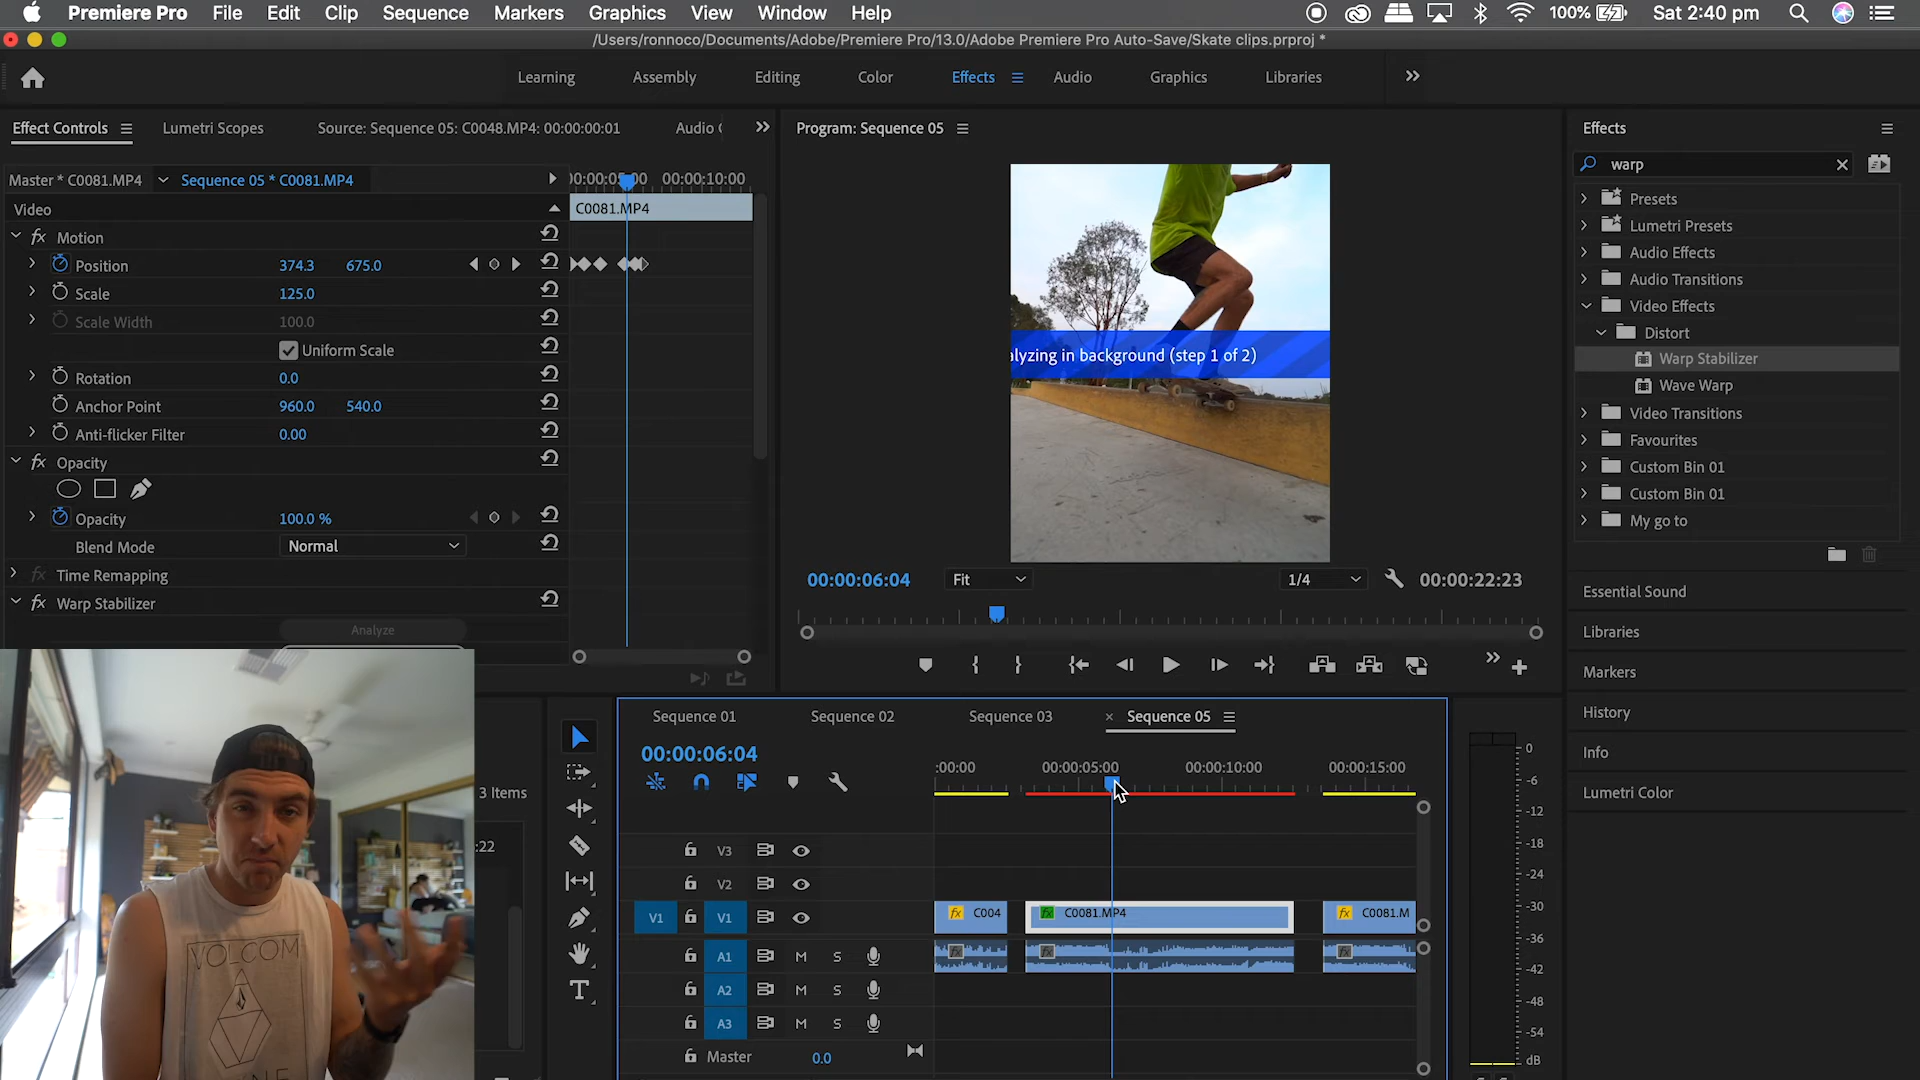 Premiere Pro File Edit Clip Sequence Markers Graphics View Window Help 100% Sat 2:40 pm
/Users/ronnoco/Documents/Adobe/Premiere Pro/13.0/Adobe Premiere Pro Auto-Save/Skate clips.prproj *
Learning Assembly Editing Color Effects Audio Graphics Libraries
Effect Controls Lumetri Scopes Source: Sequence 05: C0048.MP4: 00:00:00:01 Audio
Program: Sequence 05
Effects
warp
Master * C0081.MP4 Sequence 05 * C0081.MP4
00:00:10:00
Video
C0081.MP4
fx Motion
Position 374.3 675.0
Scale 125.0
Scale Width 100.0
Uniform Scale
Rotation 0.0
Anchor Point 960.0 540.0
Anti-flicker Filter 0.00
fx Opacity
Opacity 100.0 %
Blend Mode Normal
fx Time Remapping
fx Warp Stabilizer
Analyze
alyzing in background (step 1 of 2)
00:00:06:04 Fit 1/4 00:00:22:23
Presets
Lumetri Presets
Audio Effects
Audio Transitions
Video Effects
Distort
Warp Stabilizer
Wave Warp
Video Transitions
Favourites
Custom Bin 01
Custom Bin 01
My go to
Essential Sound
Libraries
Markers
History
Info
Lumetri Color
3 Items
:22
Sequence 01 Sequence 02 Sequence 03 × Sequence 05
00:00:06:04
:00:00 00:00:05:00 00:00:10:00 00:00:15:00
V3
V2
V1 V1
fx C004 fx C0081.MP4 fx C0081.M
A1 M S
fx fx fx
A2 M S
A3 M S
Master 0.0
0
-6
-12
-18
-24
-30
-36
-42
-48
-54
dB
VOLCOM